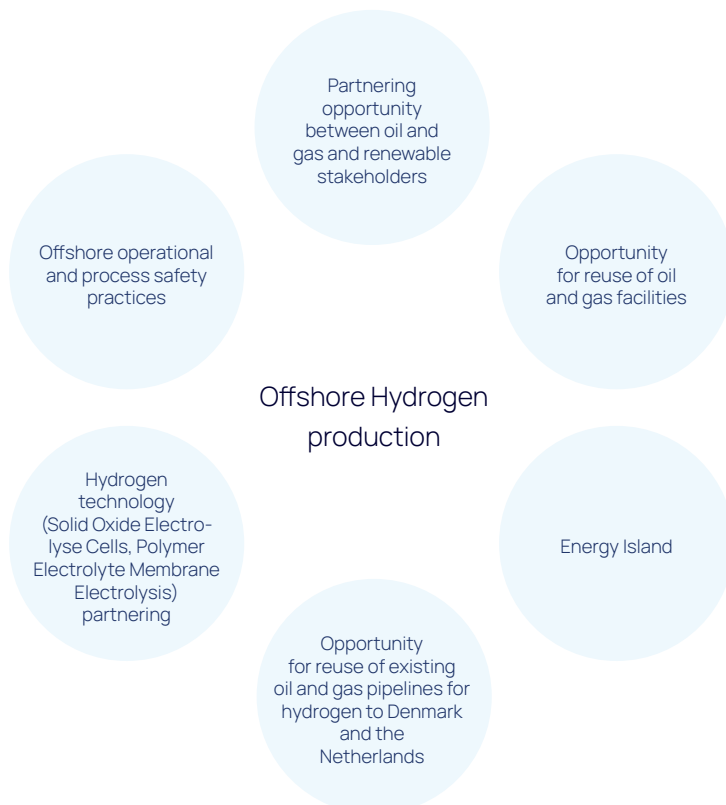 Partnering
opportunity
between oil and
gas and renewable
stakeholders
Offshore operational
and process safety
practices
Opportunity
for reuse of oil
and gas facilities
Offshore Hydrogen
production
Hydrogen
technology
(Solid Oxide Electro-
lyse Cells, Polymer
Electrolyte Membrane
Electrolysis)
partnering
Energy Island
Opportunity
for reuse of existing
oil and gas pipelines for
hydrogen to Denmark
and the
Netherlands